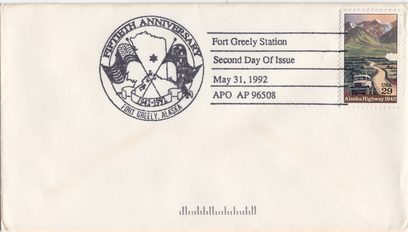 FIFTIETH ANNIVERSARY
1942-1992
FORT GREELY, ALASKA
Fort Greely Station
Second Day Of Issue
May 31, 1992
APO AP 96508
USA
29
Alaska Highway 1942